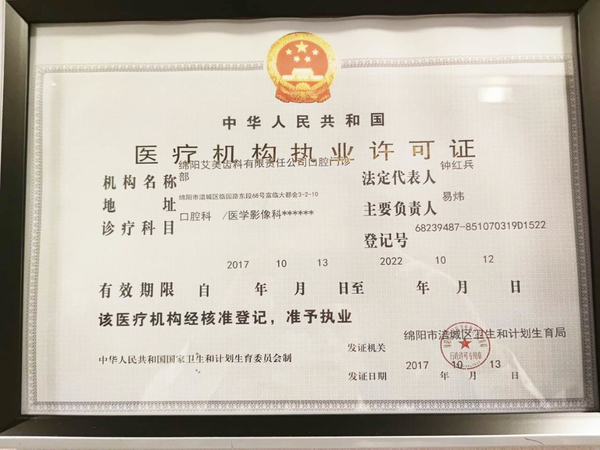 中华人民共和国
医疗机构执业许可证
机构名称 绵阳艾美齿科有限责任公司口腔门诊部
法定代表人 钟红兵
地址 绵阳市涪城区临园路东段68号富临大都会3-2-10
主要负责人 易炜
诊疗科目 口腔科 /医学影像科******
登记号 68239487-851070319D1522
有效期限 自 2017 年 10 月 13 日至 2022 年 10 月 12 日
该医疗机构经核准登记，准予执业
中华人民共和国国家卫生和计划生育委员会制
发证机关 绵阳市涪城区卫生和计划生育局
发证日期 2017 年 10 月 13 日